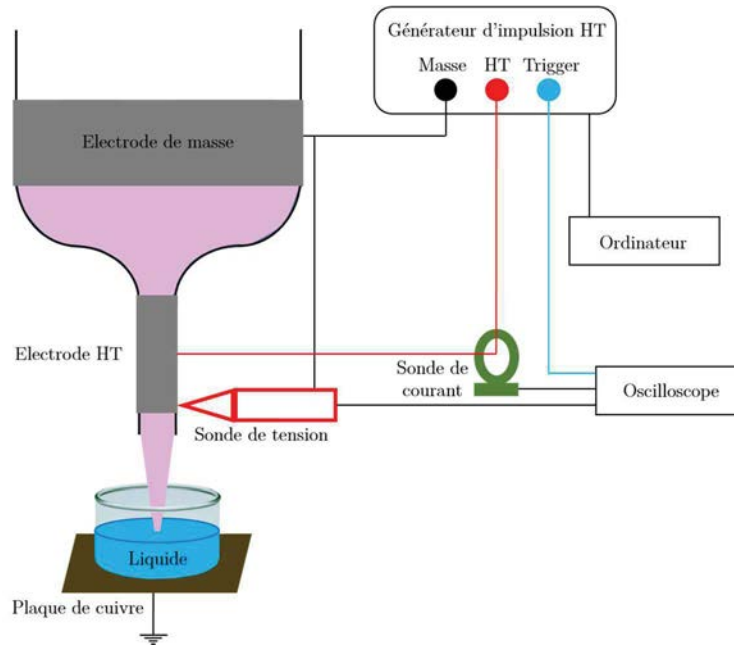 Générateur d'impulsion HT
Masse
HT
Trigger
Electrode de masse
Ordinateur
Electrode HT
Sonde de
courant
Oscilloscope
Sonde de tension
Liquide
Plaque de cuivre